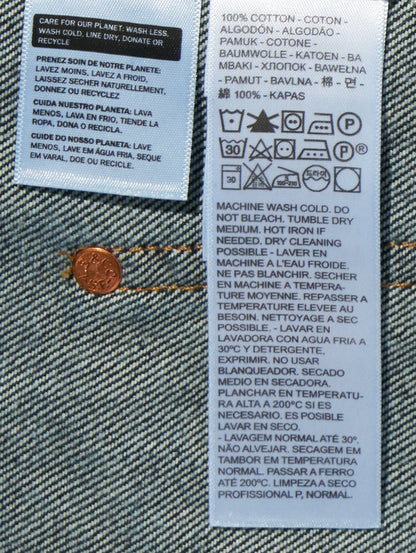 CARE FOR OUR PLANET: WASH LESS,
WASH COLD, LINE DRY, DONATE OR
RECYCLE
PRENEZ SOIN DE NOTRE PLANETE:
LAVEZ MOINS, LAVEZ A FROID,
LAISSEZ SECHER NATURELLEMENT,
DONNEZ OU RECYCLEZ
CUIDA NUESTRO PLANETA: LAVA
MENOS, LAVA EN FRIO, TIENDE LA
ROPA, DONA O RECICLA.
CUIDE DO NOSSO PLANETA: LAVE
MENOS, LAVE EM ÁGUA FRIA, SEQUE
EM VARAL, DOE OU RECICLE.
100% COTTON - COTON -
ALGODÓN - ALGODÃO -
PAMUK - COTONE -
BAUMWOLLE - KATOEN - BA
MBAKI - ХЛОПОК - BAWEŁNA
- PAMUT - BAVLNA - 棉 - 면 -
綿 100% - KAPAS
P
30 P ®
30
MACHINE WASH COLD. DO
NOT BLEACH. TUMBLE DRY
MEDIUM. HOT IRON IF
NEEDED. DRY CLEANING
POSSIBLE - LAVER EN
MACHINE A L'EAU FROIDE.
NE PAS BLANCHIR. SECHER
EN MACHINE A TEMPERA-
TURE MOYENNE. REPASSER A
TEMPERATURE ELEVEE AU
BESOIN. NETTOYAGE A SEC
POSSIBLE. - LAVAR EN
LAVADORA CON AGUA FRIA A
30ºC Y DETERGENTE,
EXPRIMIR. NO USAR
BLANQUEADOR. SECADO
MEDIO EN SECADORA.
PLANCHAR EN TEMPERATU-
RA ALTA A 200ºC SI ES
NECESARIO. ES POSIBLE
LAVAR EN SECO.
- LAVAGEM NORMAL ATÉ 30°.
NÃO ALVEJAR. SECAGEM EM
TAMBOR EM TEMPERATURA
NORMAL. PASSAR A FERRO
ATÉ 200ºC. LIMPEZA A SECO
PROFISSIONAL P, NORMAL.